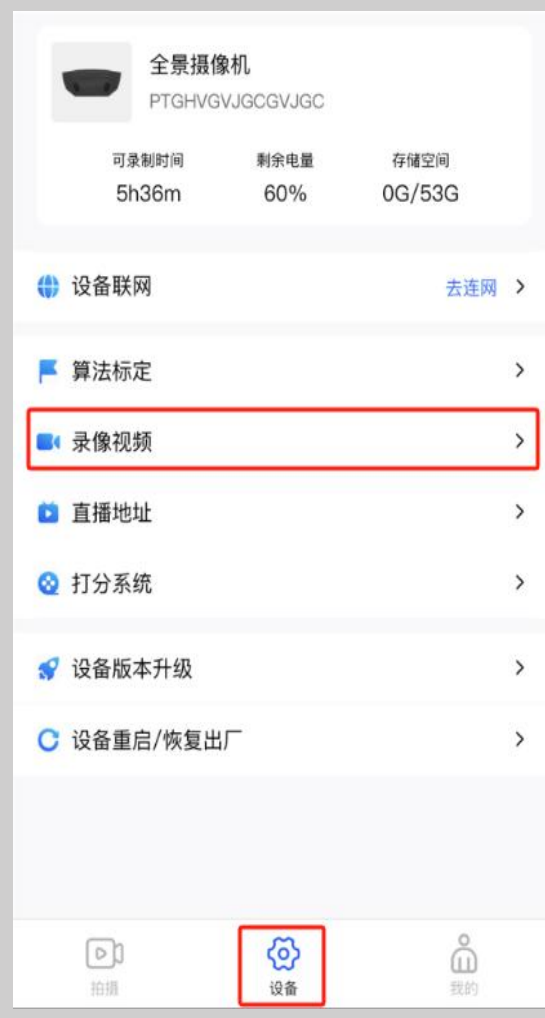 全景摄像机
PTGHVGVJGCGVJGC
可录制时间 剩余电量 存储空间
5h36m 60% 0G/53G
设备联网 去连网
算法标定
录像视频
直播地址
打分系统
设备版本升级
设备重启/恢复出厂
拍摄 设备 我的